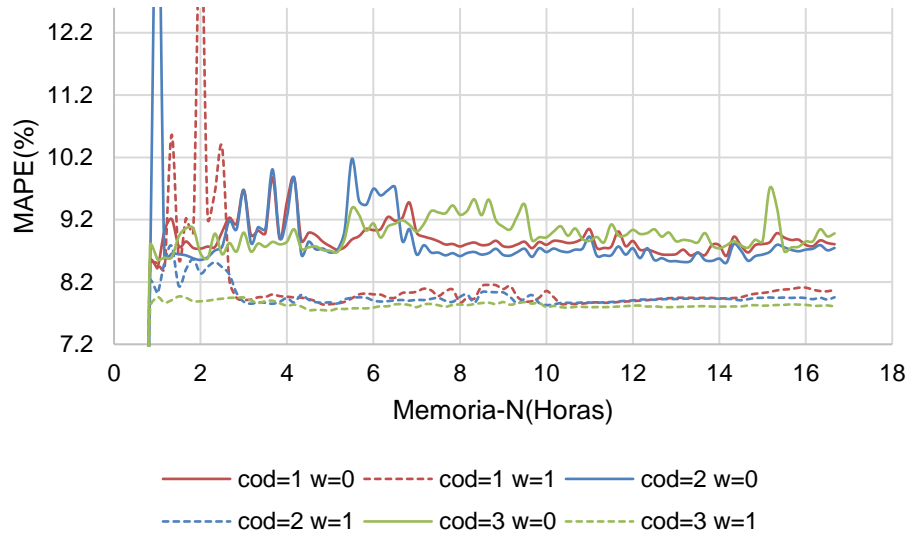 MAPE(%)
12.2
11.2
10.2
9.2
8.2
7.2
0 2 4 6 8 10 12 14 16 18
Memoria-N(Horas)
cod=1 w=0 cod=1 w=1 cod=2 w=0
cod=2 w=1 cod=3 w=0 cod=3 w=1